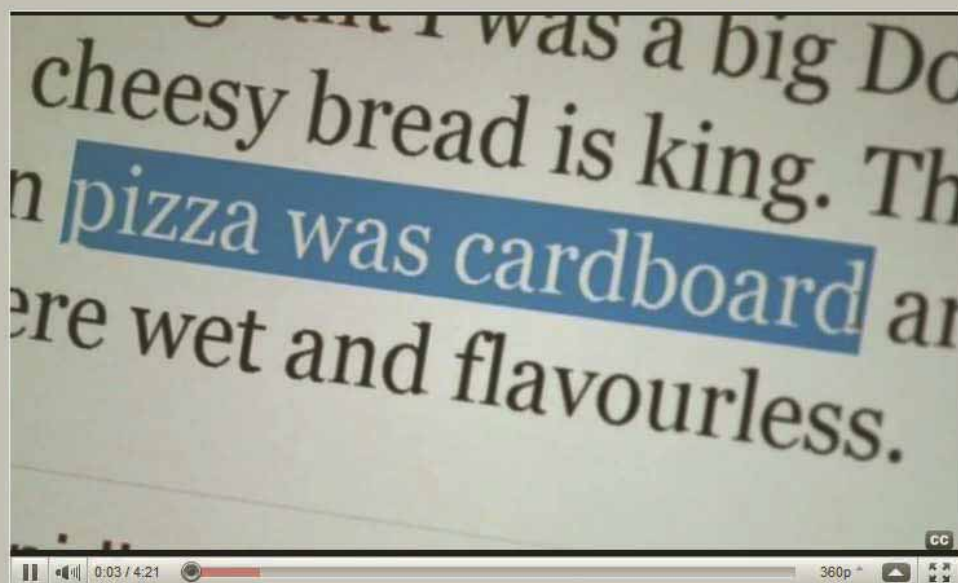 I was a big
cheesy bread is king.
pizza was cardboard
wet and flavourless.
CC
0:03 / 4:21
360p